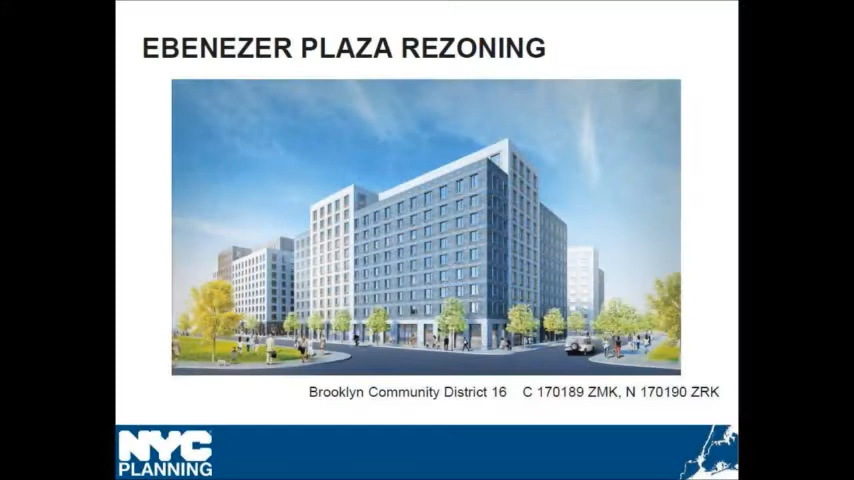 EBENEZER PLAZA REZONING
Brooklyn Community District 16 C 170189 ZMK, N 170190 ZRK
NYC
PLANNING